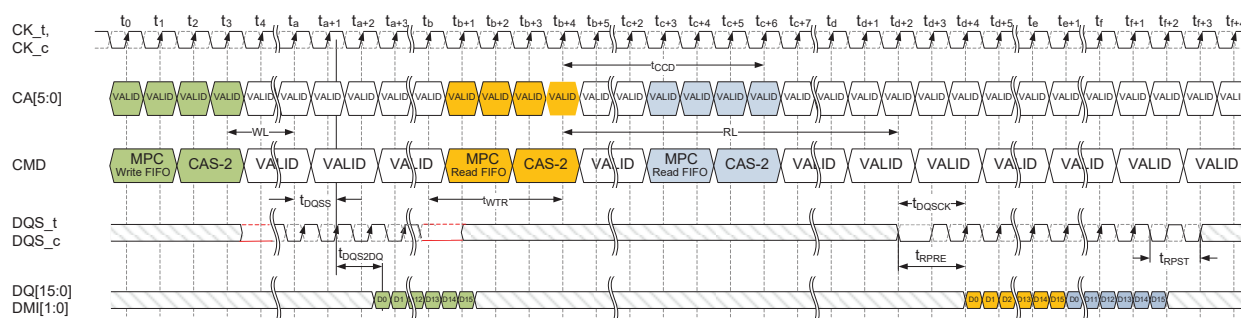 t0 t1 t2 t3 t4 ta ta+1 ta+2 ta+3 tb tb+1 tb+2 tb+3 tb+4 tb+5 tc+2 tc+3 tc+4 tc+5 tc+6 tc+7 td td+1 td+2 td+3 td+4 td+5 te te+1 tf tf+1 tf+2 tf+3 tf+4
CK_t,
CK_c
tCCD
CA[5:0] VALID VALID VALID VALID VALID VALID VALID VALID VALID VALID VALID VALID VALID VALID VALID VALID VALID VALID VALID VALID VALID VALID VALID VALID VALID VALID VALID VALID VALID VALID VALID VALID VALID VALID
WL RL
CMD MPC Write FIFO CAS-2 VALID VALID VALID MPC Read FIFO CAS-2 VALID MPC Read FIFO CAS-2 VALID VALID VALID VALID VALID VALID VALID
tDQSS tWTR tDQSCK
DQS_t
DQS_c
tDQS2DQ tRPRE tRPST
DQ[15:0] D0 D1 D12 D13 D14 D15 D0 D1 D2 D13 D14 D15 D0 D11 D12 D13 D14 D15
DMI[1:0]